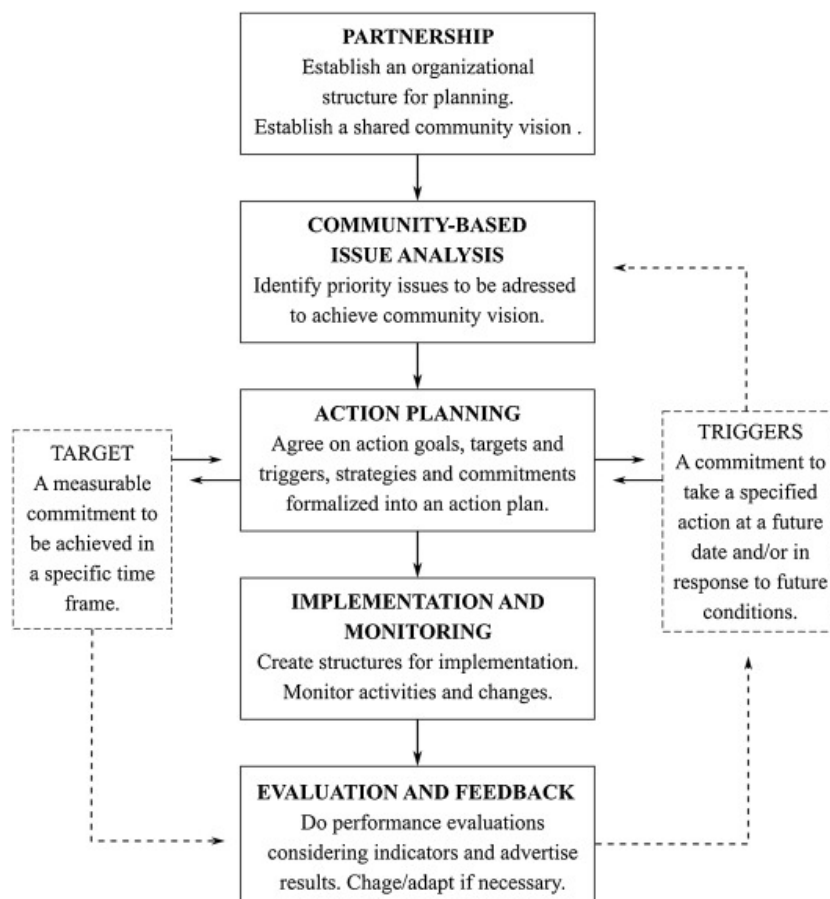 PARTNERSHIP
Establish an organizational
structure for planning.
Establish a shared community vision .
COMMUNITY-BASED
ISSUE ANALYSIS
Identify priority issues to be adressed
to achieve community vision.
ACTION PLANNING
Agree on action goals, targets and
triggers, strategies and commitments
formalized into an action plan.
TARGET
A measurable
commitment to
be achieved in
a specific time
frame.
TRIGGERS
A commitment to
take a specified
action at a future
date and/or in
response to future
conditions.
IMPLEMENTATION AND
MONITORING
Create structures for implementation.
Monitor activities and changes.
EVALUATION AND FEEDBACK
Do performance evaluations
considering indicators and advertise
results. Chage/adapt if necessary.